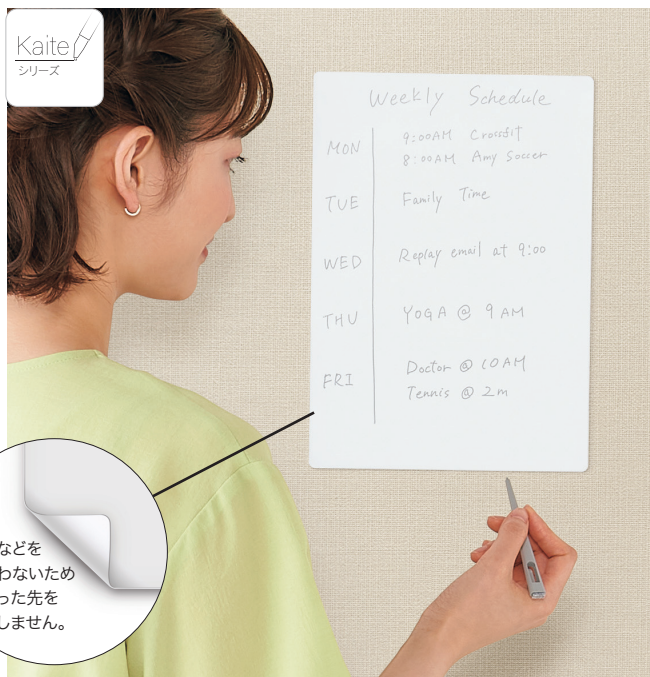 Kaite
シリーズ
Weekly Schedule
MON
9:00AM Crossfit
8:00AM Amy Soccer
TUE
Family Time
WED
Replay email at 9:00
THU
YOGA @ 9 AM
FRI
Doctor @ 10AM
Tennis @ 2m
などを
わないため
った先を
しません。